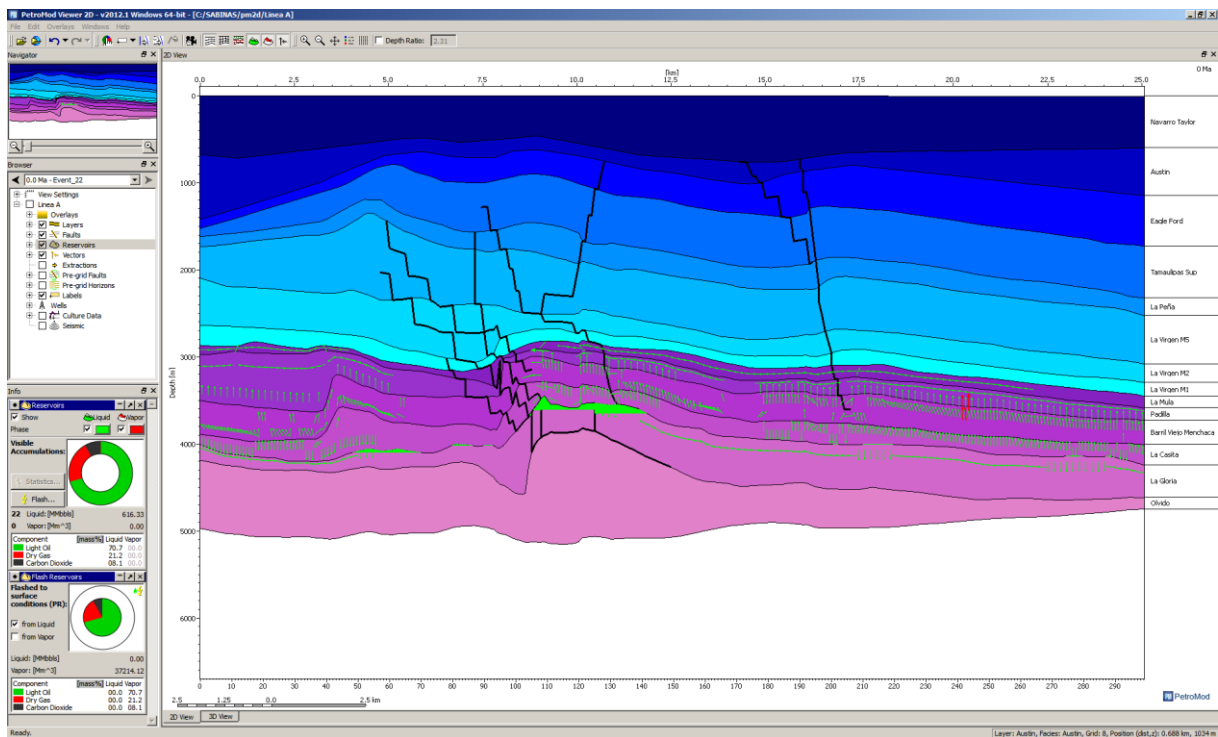 PetroMod Viewer 2D - v2012.1 Windows 64-bit - [C:/SABINAS/pm2d/Linea A]
File Edit Overlays Windows Help
Depth Ratio: 2.31
Navigator
2D View
[km]
0 Ma
0,0 2,5 5,0 7,5 10,0 12,5 15,0 17,5 20,0 22,5 25,0
0
1000
2000
3000
4000
5000
6000
Depth [m]
Navarro Taylor
Austin
Eagle Ford
Tamaulipas Sup
La Peña
La Virgen M5
La Virgen M2
La Virgen M1
La Mula
Padilla
Barril Viejo Menchaca
La Casita
La Gloria
Olvido
Browser
0.0 Ma - Event_22
View Settings
Linea A
Overlays
Layers
Faults
Reservoirs
Vectors
Extractions
Pre-grid Faults
Pre-grid Horizons
Labels
Wells
Culture Data
Seismic
Info
Reservoirs
Show Liquid Vapor
Phase
Visible
Accumulations:
Statistics...
Flash...
22 Liquid: [MMbbls] 616.33
0 Vapor: [Mm^3] 0.00
Component [mass%] Liquid Vapor
Light Oil 70.7 00.0
Dry Gas 21.2 00.0
Carbon Dioxide 08.1 00.0
Flash Reservoirs
Flashed to
surface
conditions (PR):
from Liquid
from Vapor
Liquid: [MMbbls] 0.00
Vapor: [Mm^3] 37214.12
Component [mass%] Liquid Vapor
Light Oil 00.0 70.7
Dry Gas 00.0 21.2
Carbon Dioxide 00.0 08.1
0 10 20 30 40 50 60 70 80 90 100 110 120 130 140 150 160 170 180 190 200 210 220 230 240 250 260 270 280 290
2.5 1.25 0.0 2.5 km
PetroMod
2D View 3D View
Ready.
Layer: Austin, Facies: Austin, Grid: 8, Position (dist,z): 0.688 km, 1034 m